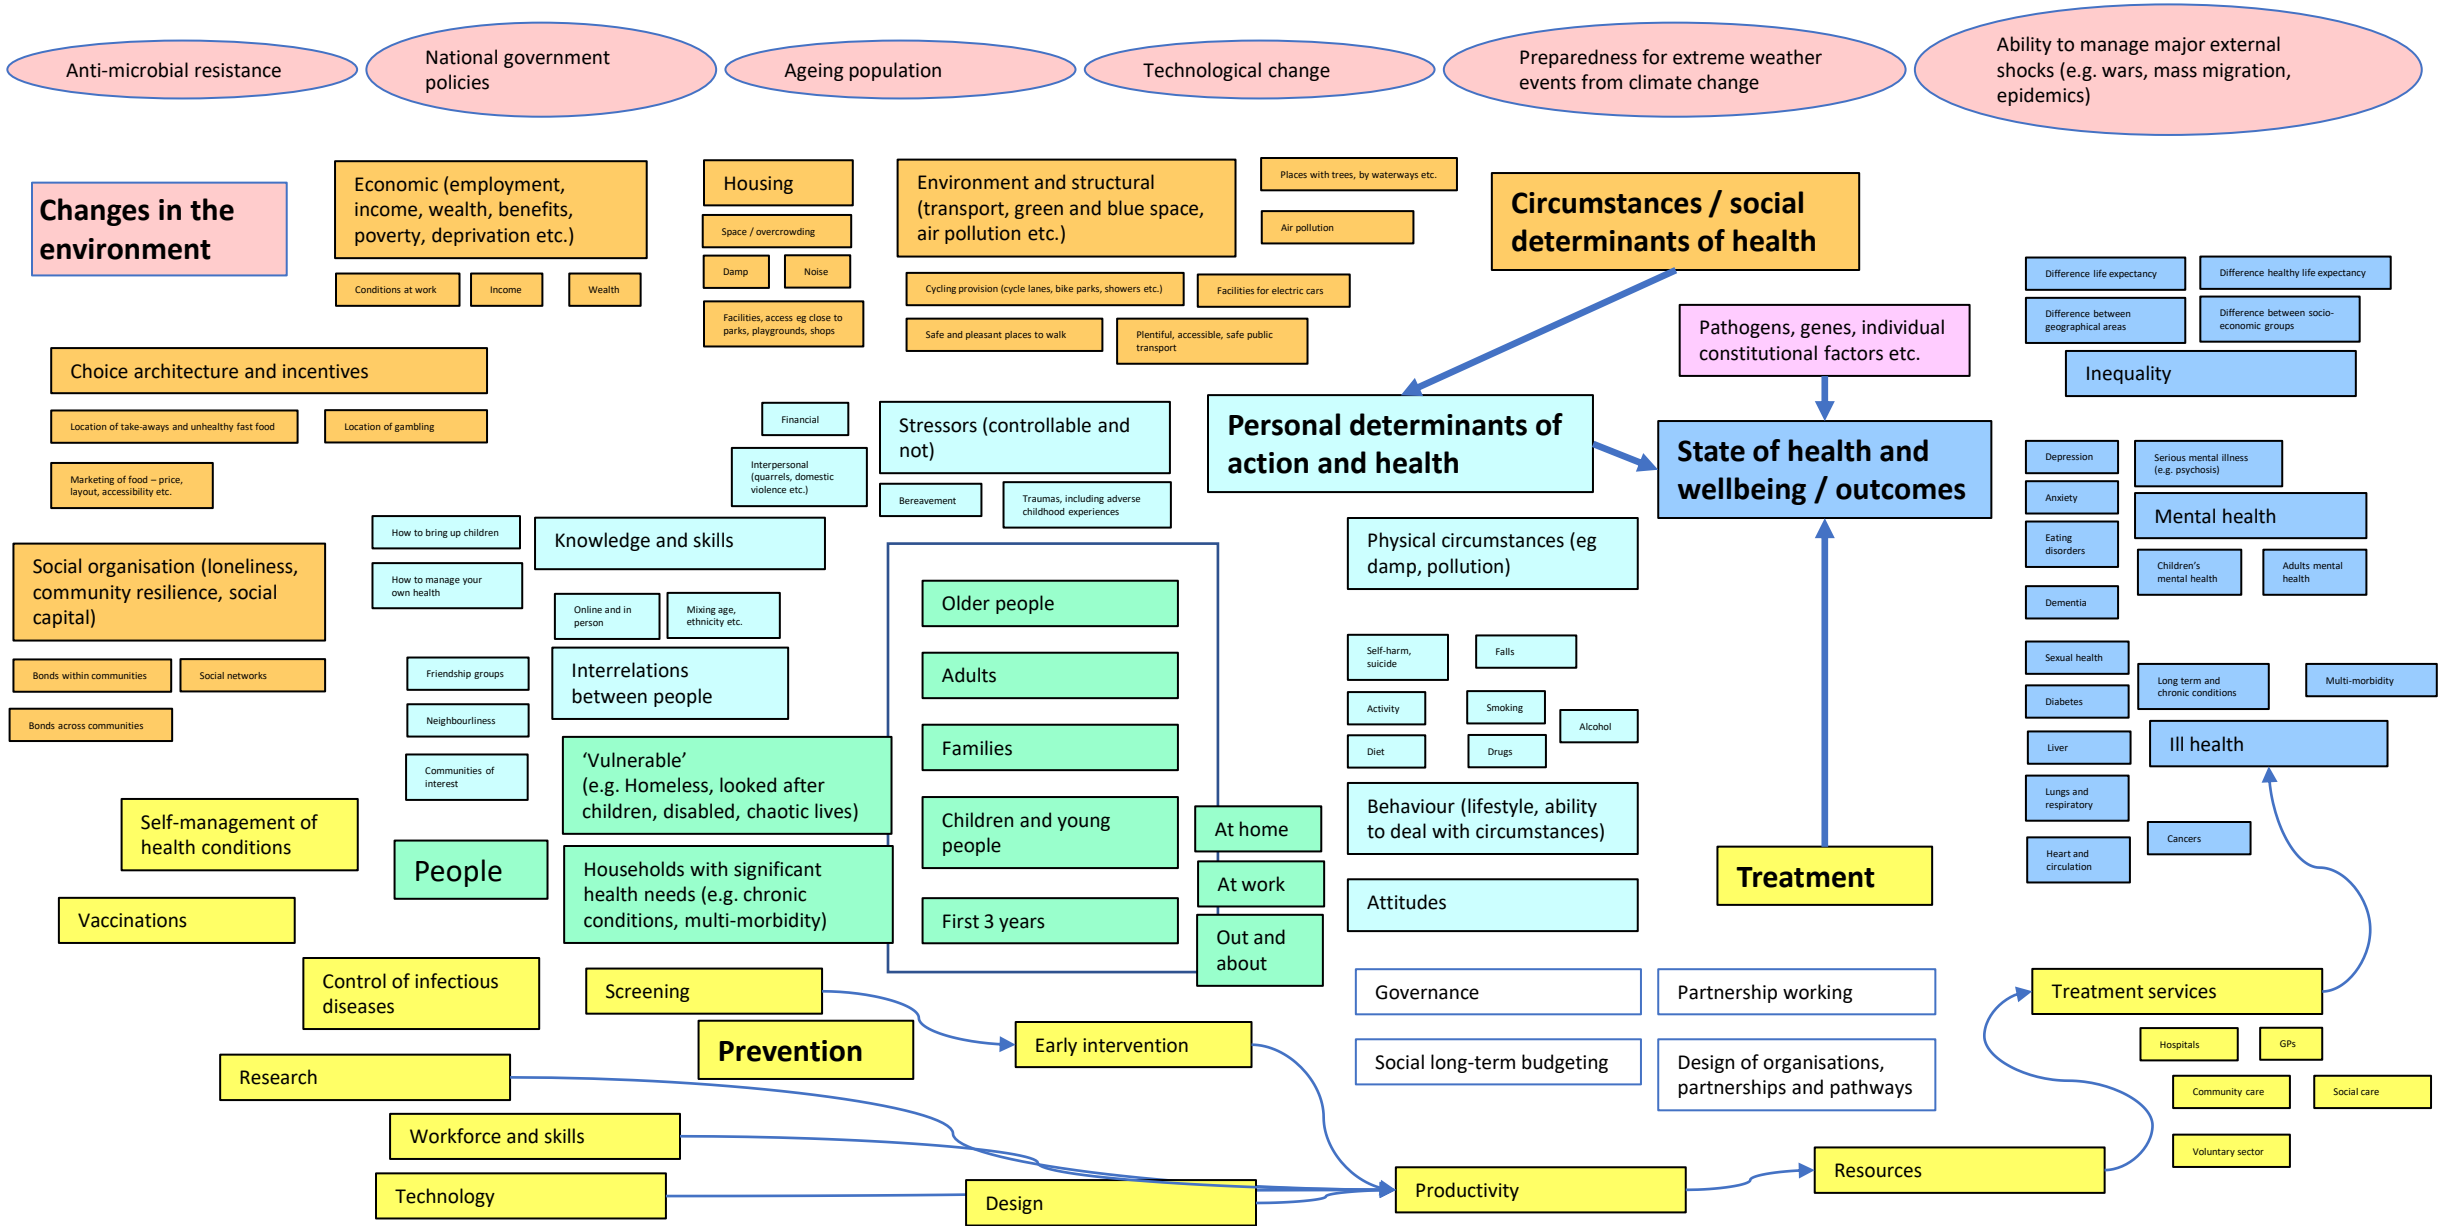 Anti-microbial resistance
National government
policies
Ageing population
Technological change
Preparedness for extreme weather
events from climate change
Ability to manage major external
shocks (e.g. wars, mass migration,
epidemics)
Changes in the
environment
Economic (employment,
income, wealth, benefits,
poverty, deprivation etc.)
Conditions at work
Income
Wealth
Housing
Space / overcrowding
Damp
Noise
Facilities, access eg close to
parks, playgrounds, shops
Environment and structural
(transport, green and blue space,
air pollution etc.)
Places with trees, by waterways etc.
Air pollution
Cycling provision (cycle lanes, bike parks, showers etc.)
Facilities for electric cars
Safe and pleasant places to walk
Plentiful, accessible, safe public
transport
Circumstances / social
determinants of health
Pathogens, genes, individual
constitutional factors etc.
Difference life expectancy
Difference healthy life expectancy
Difference between
geographical areas
Difference between socio-
economic groups
Inequality
Choice architecture and incentives
Location of take-aways and unhealthy fast food
Location of gambling
Marketing of food – price,
layout, accessibility etc.
Financial
Interpersonal
(quarrels, domestic
violence etc.)
Stressors (controllable and
not)
Bereavement
Traumas, including adverse
childhood experiences
Personal determinants of
action and health
State of health and
wellbeing / outcomes
Depression
Serious mental illness
(e.g. psychosis)
Anxiety
Mental health
Eating
disorders
Children's
mental health
Adults mental
health
Dementia
Social organisation (loneliness,
community resilience, social
capital)
Bonds within communities
Social networks
Bonds across communities
How to bring up children
How to manage your
own health
Knowledge and skills
Online and in
person
Mixing age,
ethnicity etc.
Friendship groups
Neighbourliness
Communities of
interest
Interrelations
between people
Older people
Adults
Families
Children and young
people
First 3 years
At home
At work
Out and
about
People
‘Vulnerable’
(e.g. Homeless, looked after
children, disabled, chaotic lives)
Households with significant
health needs (e.g. chronic
conditions, multi-morbidity)
Physical circumstances (eg
damp, pollution)
Self-harm,
suicide
Falls
Activity
Smoking
Alcohol
Diet
Drugs
Behaviour (lifestyle, ability
to deal with circumstances)
Attitudes
Sexual health
Long term and
chronic conditions
Multi-morbidity
Diabetes
Liver
Ill health
Lungs and
respiratory
Cancers
Heart and
circulation
Treatment
Self-management of
health conditions
Vaccinations
Control of infectious
diseases
Screening
Prevention
Early intervention
Research
Workforce and skills
Technology
Design
Governance
Partnership working
Social long-term budgeting
Design of organisations,
partnerships and pathways
Productivity
Resources
Treatment services
Hospitals
GPs
Community care
Social care
Voluntary sector